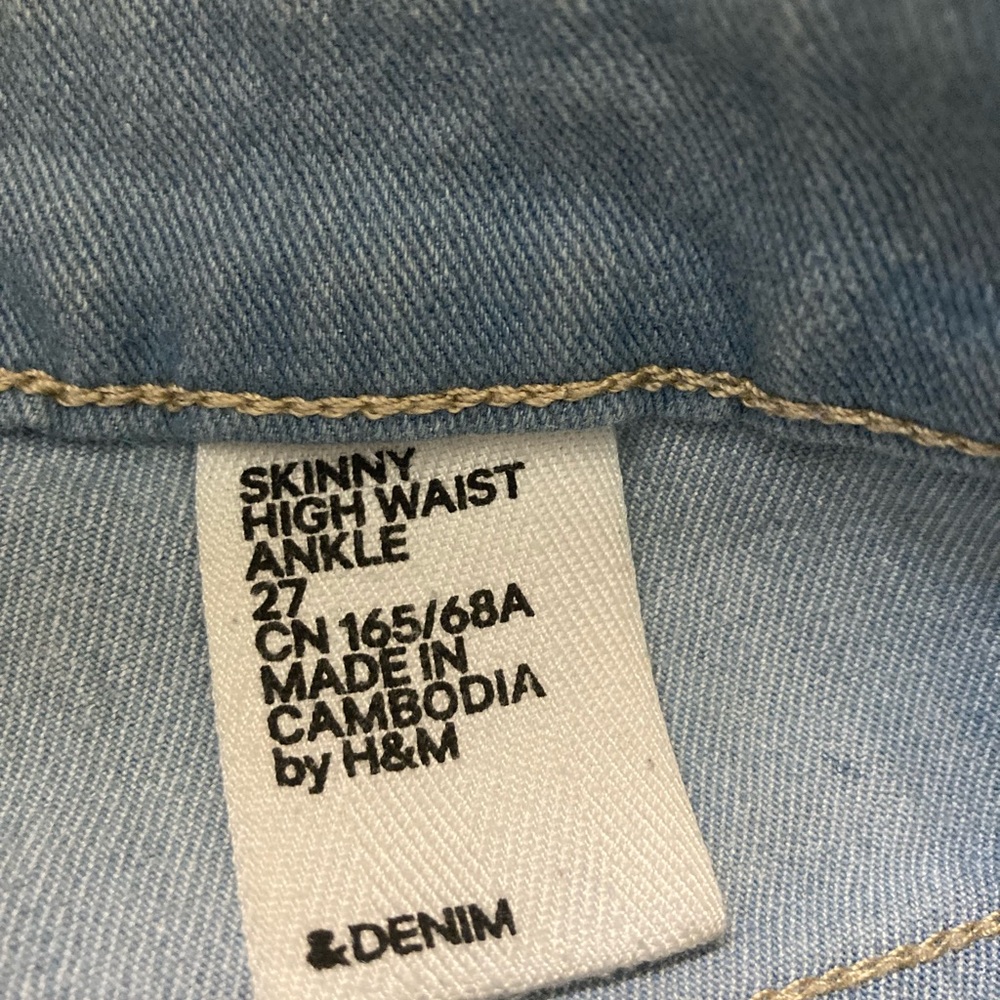 SKINNY
HIGH WAIST
ANKLE
27
CN 165/68A
MADE IN
CAMBODIA
by H&M
&DENIM